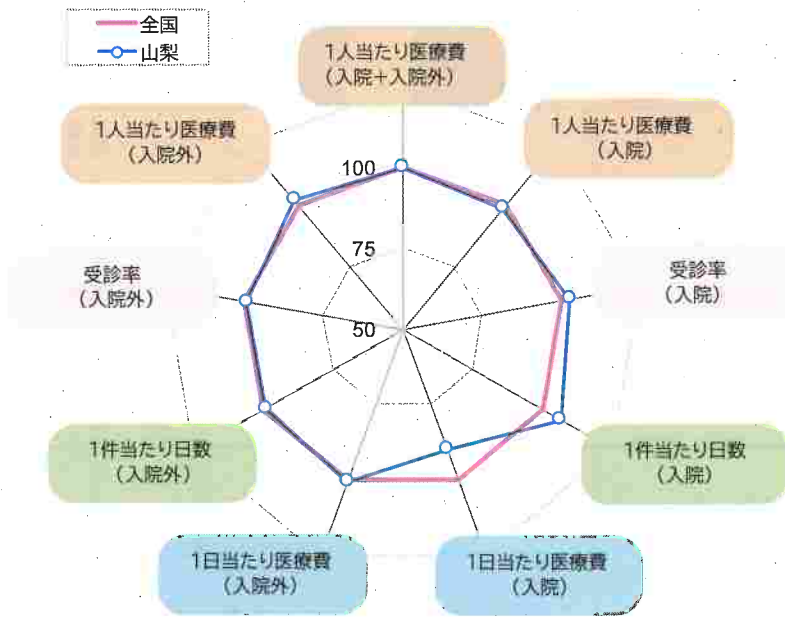 全国
山梨
1人当たり医療費
(入院+入院外)
1人当たり医療費
(入院外)
1人当たり医療費
(入院)
100
75
50
受診率
(入院外)
受診率
(入院)
1件当たり日数
(入院外)
1件当たり日数
(入院)
1日当たり医療費
(入院外)
1日当たり医療費
(入院)